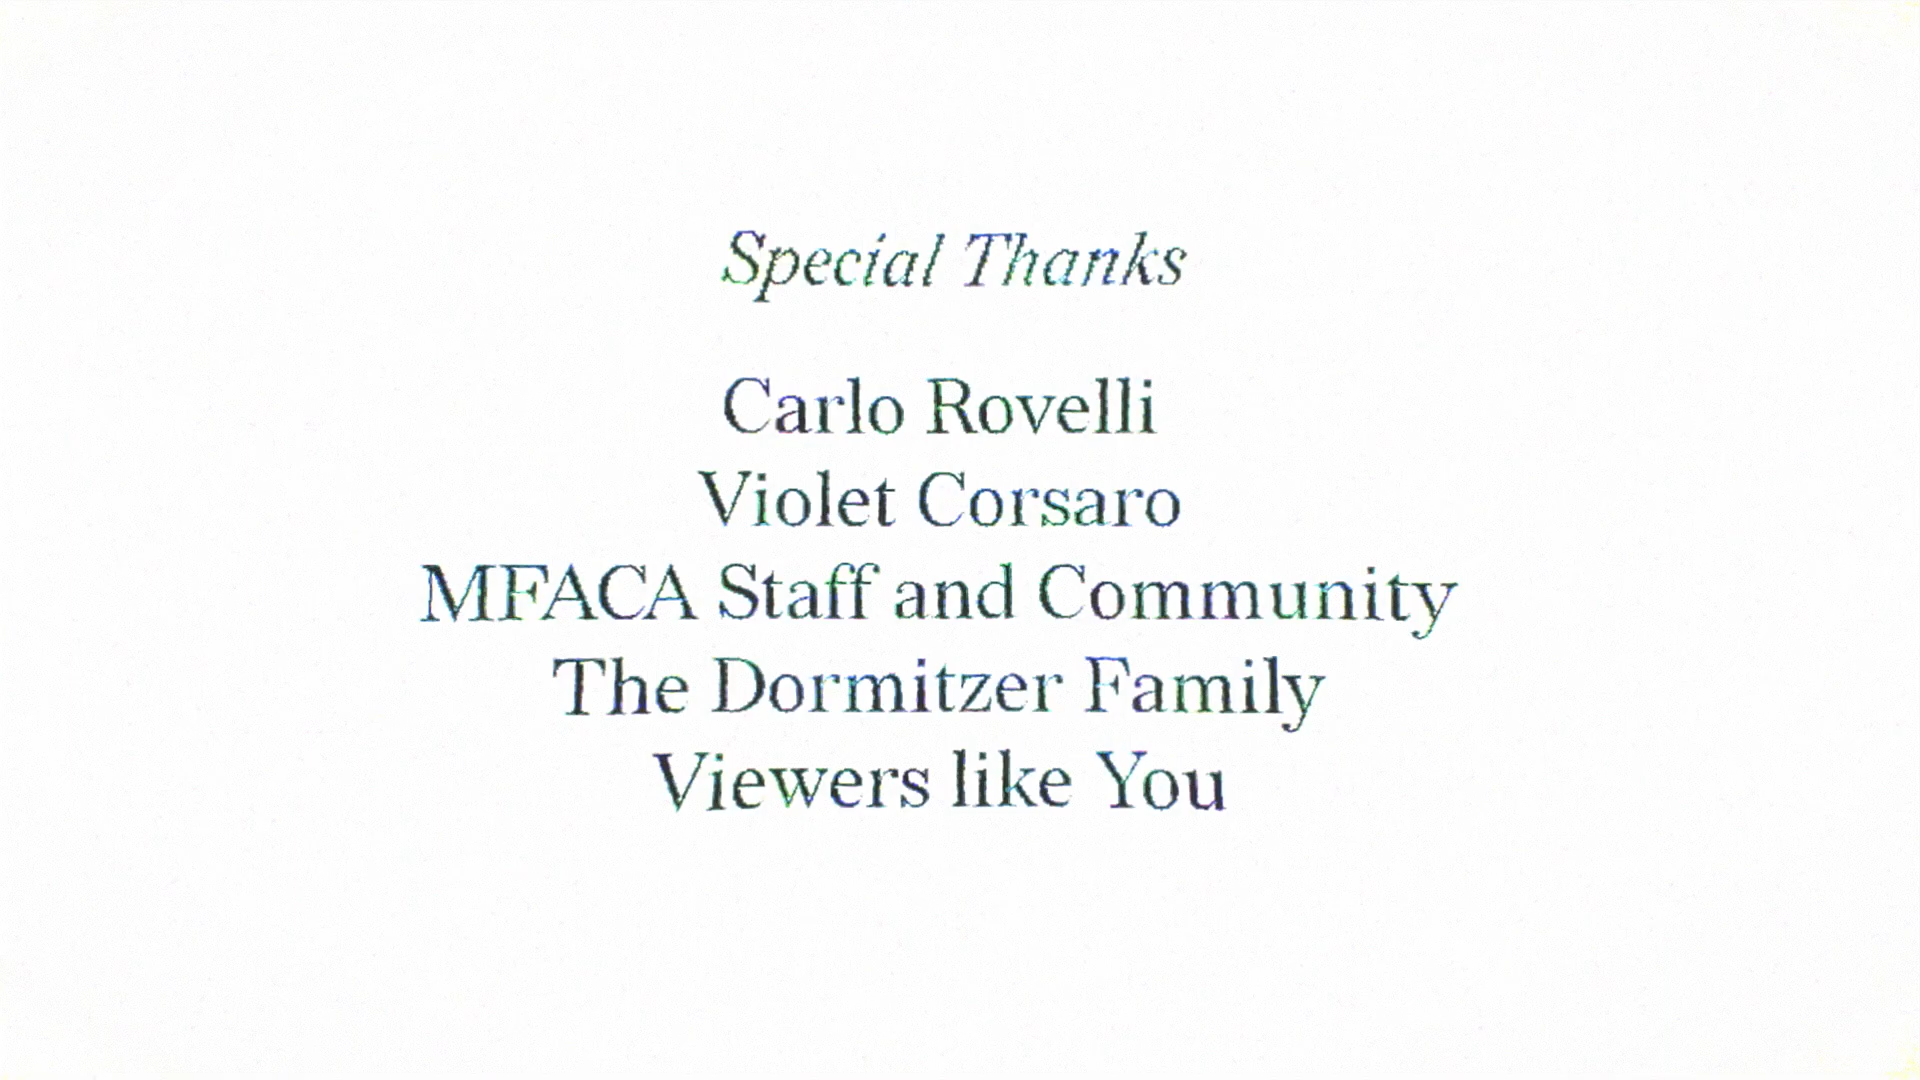 Special Thanks
Carlo Rovelli
Violet Corsaro
MFACA Staff and Community
The Dormitzer Family
Viewers like You